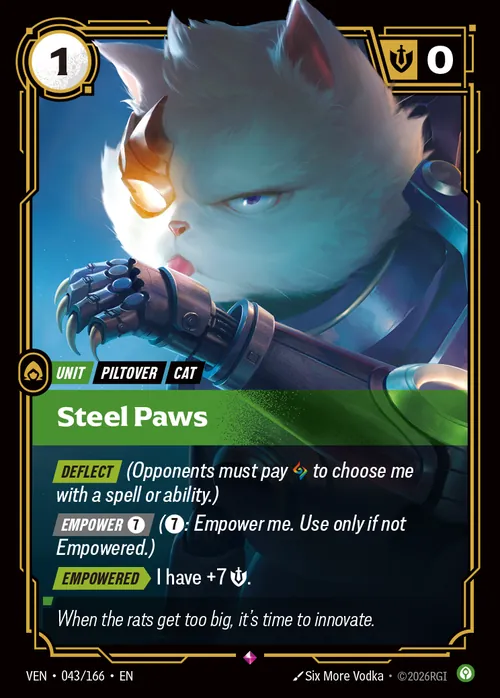 1
0
UNIT PILTOVER CAT
Steel Paws
DEFLECT (Opponents must pay to choose me
with a spell or ability.)
EMPOWER 7 (7: Empower me. Use only if not
Empowered.)
EMPOWERED I have +7.
When the rats get too big, it's time to innovate.
VEN • 043/166 • EN
Six More Vodka • ©2026RGI